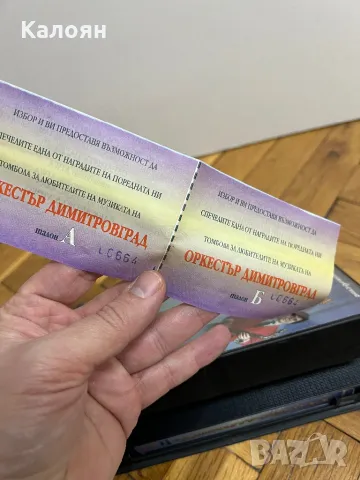 Калоян
ИЗБОР И ВИ ПРЕДОСТАВЯ ВЪЗМОЖНОСТ ДА
СПЕЧЕЛИТЕ ЕДНА ОТ НАГРАДИТЕ НА ПОРЕДНАТА НИ
ТОМБОЛА ЗА ЛЮБИТЕЛИТЕ НА МУЗИКАТА НА
ОРКЕСТЪР ДИМИТРОВГРАД
талон А
ИЗБОР И ВИ ПРЕДОСТАВЯ ВЪЗМОЖНОСТ ДА
СПЕЧЕЛИТЕ ЕДНА ОТ НАГРАДИТЕ НА ПОРЕДНАТА НИ
ТОМБОЛА ЗА ЛЮБИТЕЛИТЕ НА МУЗИКАТА НА
ОРКЕСТЪР ДИМИТРОВГРАД
талон Б
BAZAR